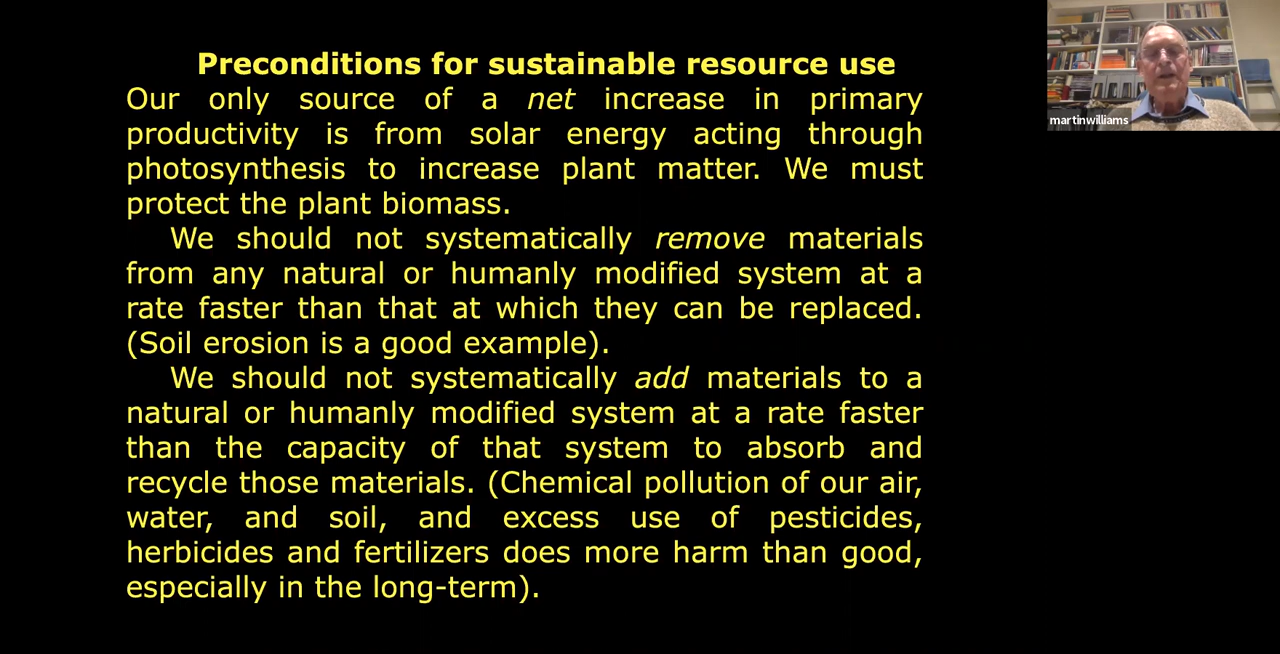 Preconditions for sustainable resource use
Our only source of a net increase in primary
productivity is from solar energy acting through
photosynthesis to increase plant matter. We must
protect the plant biomass.
We should not systematically remove materials
from any natural or humanly modified system at a
rate faster than that at which they can be replaced.
(Soil erosion is a good example).
We should not systematically add materials to a
natural or humanly modified system at a rate faster
than the capacity of that system to absorb and
recycle those materials. (Chemical pollution of our air,
water, and soil, and excess use of pesticides,
herbicides and fertilizers does more harm than good,
especially in the long-term).
martinwilliams